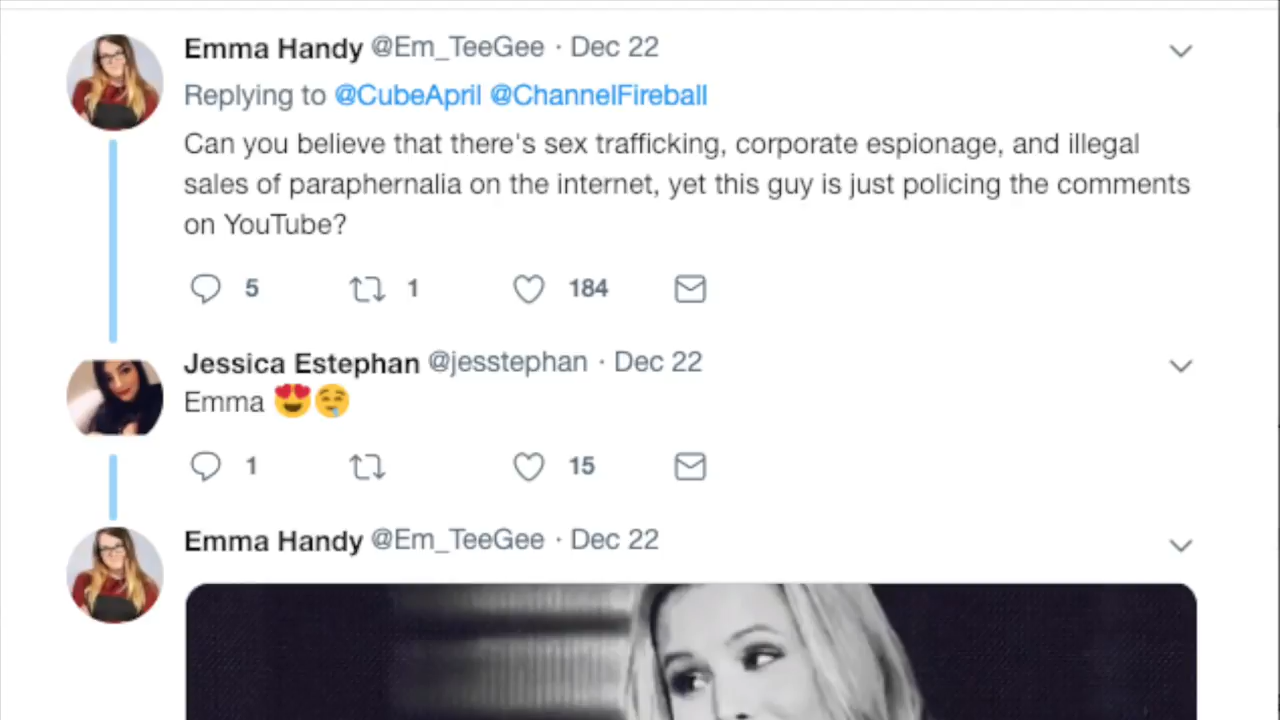 Emma Handy @Em_TeeGee · Dec 22
Replying to @CubeApril @ChannelFireball
Can you believe that there's sex trafficking, corporate espionage, and illegal
sales of paraphernalia on the internet, yet this guy is just policing the comments
on YouTube?
5 1 184
Jessica Estephan @jesstephan · Dec 22
Emma 😍🤤
1 15
Emma Handy @Em_TeeGee · Dec 22